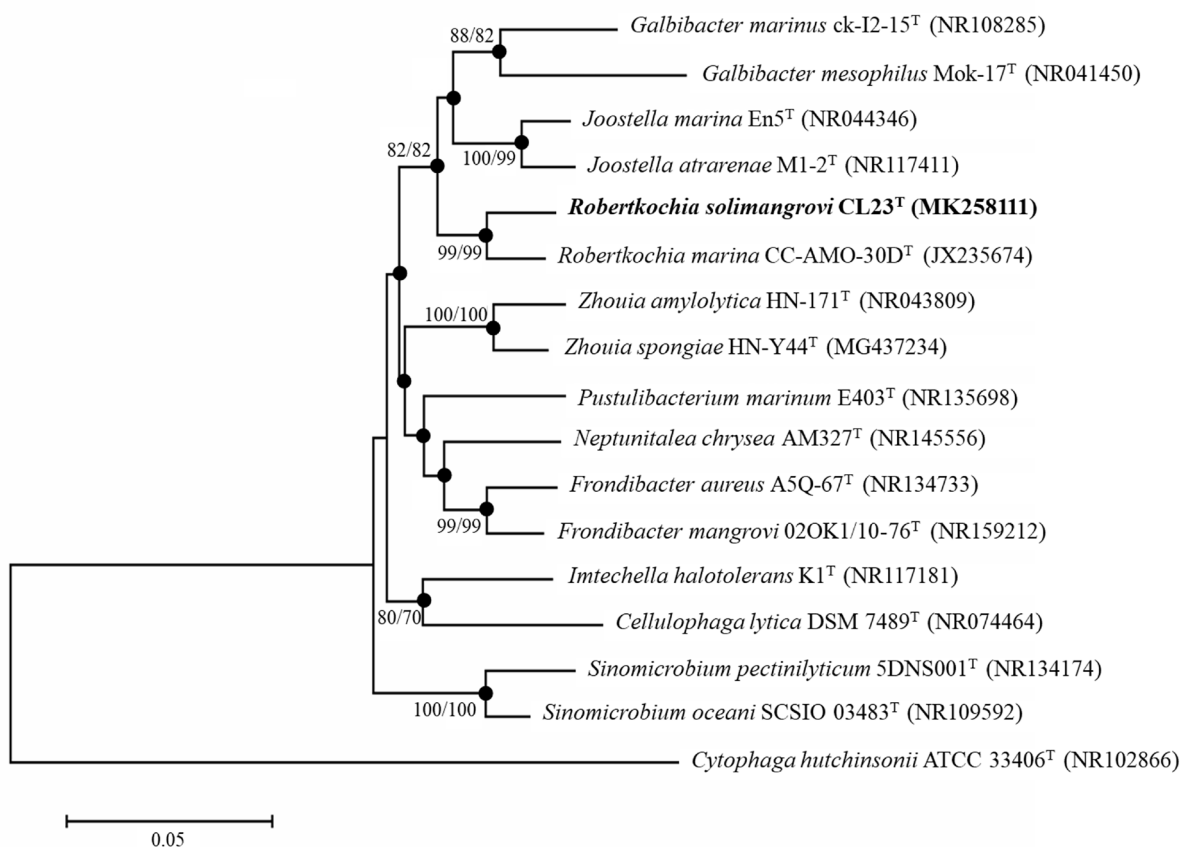 88/82
Galbibacter marinus ck-I2-15ᵀ (NR108285)
Galbibacter mesophilus Mok-17ᵀ (NR041450)
Joostella marina En5ᵀ (NR044346)
82/82
100/99
Joostella atrarenae M1-2ᵀ (NR117411)
Robertkochia solimangrovi CL23ᵀ (MK258111)
99/99
Robertkochia marina CC-AMO-30Dᵀ (JX235674)
Zhouia amylolytica HN-171ᵀ (NR043809)
100/100
Zhouia spongiae HN-Y44ᵀ (MG437234)
Pustulibacterium marinum E403ᵀ (NR135698)
Neptunitalea chrysea AM327ᵀ (NR145556)
Frondibacter aureus A5Q-67ᵀ (NR134733)
99/99
Frondibacter mangrovi 02OK1/10-76ᵀ (NR159212)
Imtechella halotolerans K1ᵀ (NR117181)
80/70
Cellulophaga lytica DSM 7489ᵀ (NR074464)
Sinomicrobium pectinilyticum 5DNS001ᵀ (NR134174)
100/100
Sinomicrobium oceani SCSIO 03483ᵀ (NR109592)
Cytophaga hutchinsonii ATCC 33406ᵀ (NR102866)
0.05